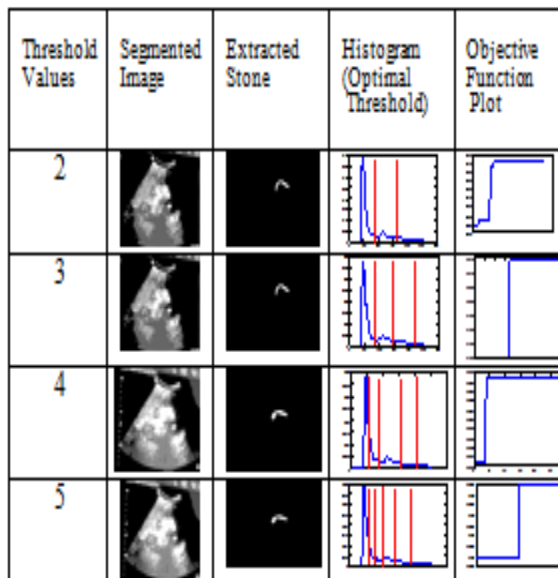 Threshold
Values
Segmented
Image
Extracted
Stone
Histogram
(Optimal
Threshold)
Objective
Function
Plot
2
3
4
5